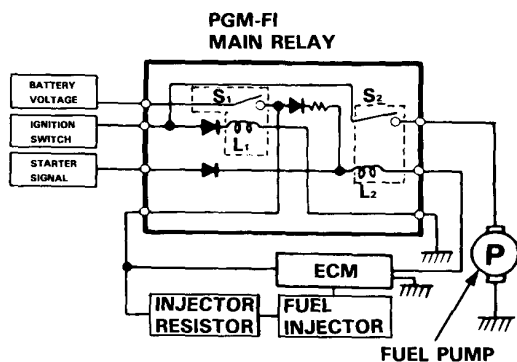 PGM-FI
MAIN RELAY
BATTERY
VOLTAGE
IGNITION
SWITCH
STARTER
SIGNAL
S1
L1
S2
L2
ECM
INJECTOR
RESISTOR
FUEL
INJECTOR
P
FUEL PUMP